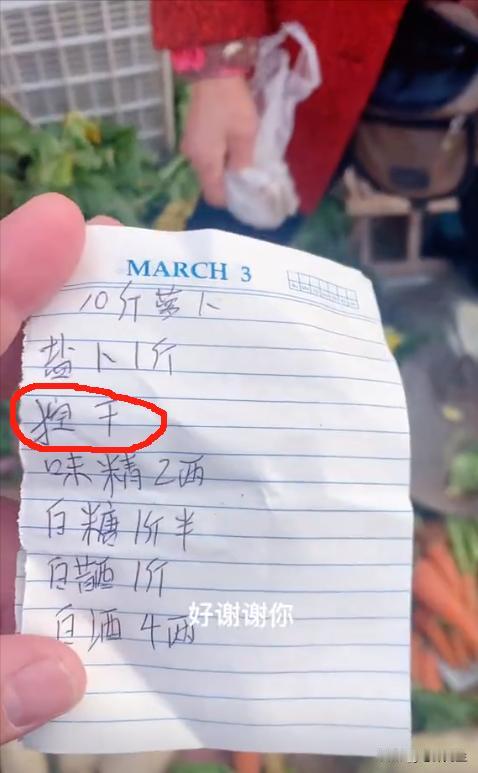 MARCH 3
10斤萝卜
盐卜1斤
干
味精2两
白糖1斤半
白醋1斤
白酒4两
好谢谢你